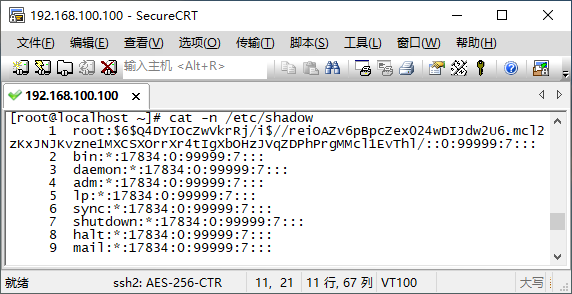 192.168.100.100 - SecureCRT
文件(F) 编辑(E) 查看(V) 选项(O) 传输(T) 脚本(S) 工具(L) 窗口(W) 帮助(H)
输入主机 <Alt+R>
192.168.100.100
[root@localhost ~]# cat -n /etc/shadow
1 root:$6$Q4DYIOcZwVkrRj/i$//reioAZv6pBpcZexO24wDIJdw2U6.mcl2
zKxJNJKvzne1MXCSXOrrXr4tIgXbOHzJVqZDPhPrgMMcl1EvThl/::0:99999:7:::
2 bin:*:17834:0:99999:7:::
3 daemon:*:17834:0:99999:7:::
4 adm:*:17834:0:99999:7:::
5 lp:*:17834:0:99999:7:::
6 sync:*:17834:0:99999:7:::
7 shutdown:*:17834:0:99999:7:::
8 halt:*:17834:0:99999:7:::
9 mail:*:17834:0:99999:7:::
就绪 ssh2: AES-256-CTR 11, 21 11 行, 67 列 VT100 大写